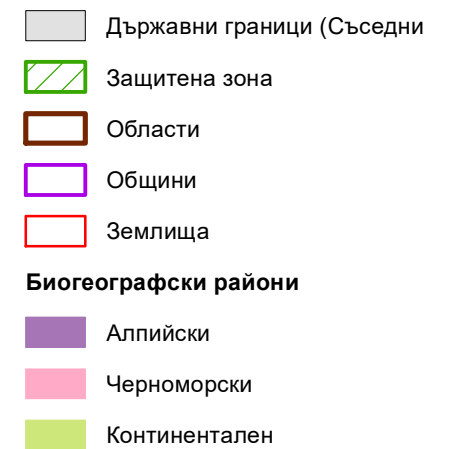 Държавни граници (Съседни
Защитена зона
Области
Общини
Землища
Биогеографски райони
Алпийски
Черноморски
Континентален